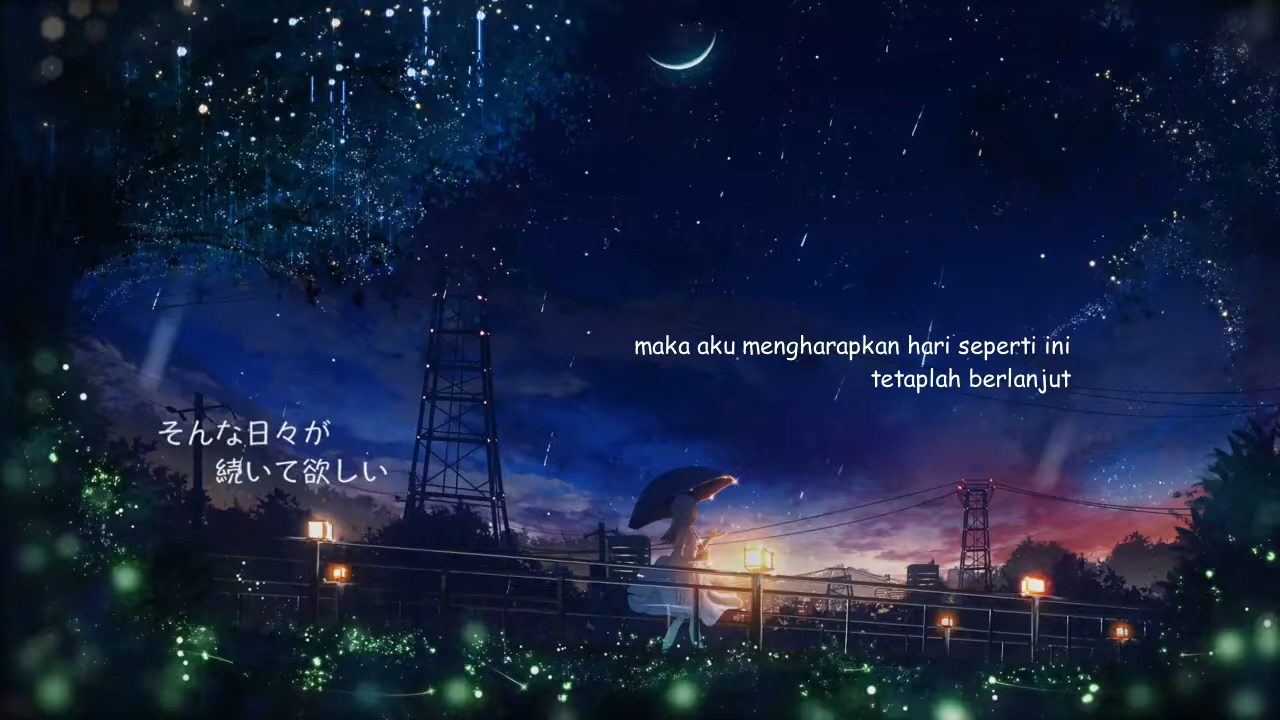 maka aku mengharapkan hari seperti ini
tetaplah berlanjut
そんな日々が
続いて欲しい